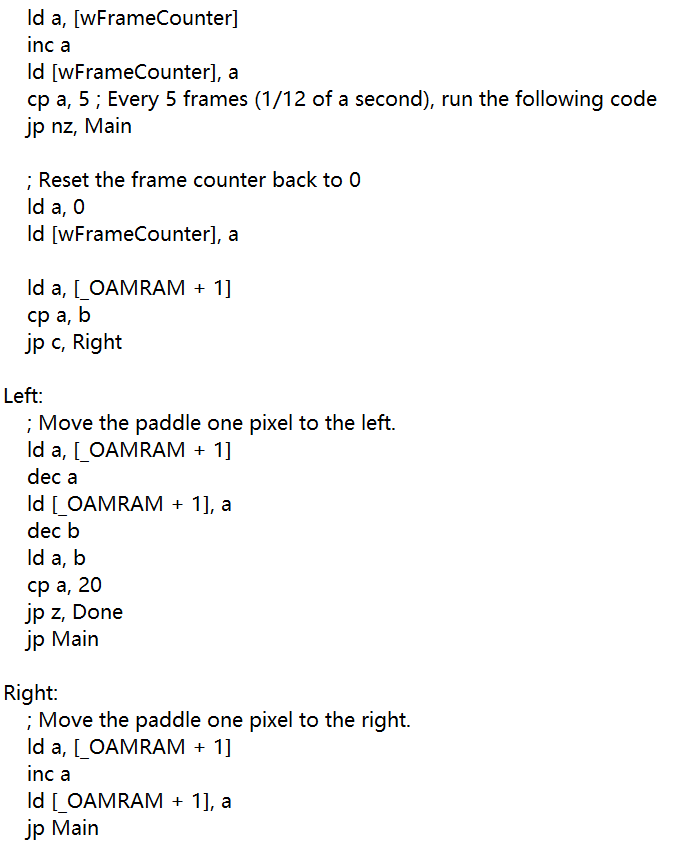 ld a, [wFrameCounter]
inc a
ld [wFrameCounter], a
cp a, 5 ; Every 5 frames (1/12 of a second), run the following code
jp nz, Main
; Reset the frame counter back to 0
ld a, 0
ld [wFrameCounter], a
ld a, [_OAMRAM + 1]
cp a, b
jp c, Right
Left:
; Move the paddle one pixel to the left.
ld a, [_OAMRAM + 1]
dec a
ld [_OAMRAM + 1], a
dec b
ld a, b
cp a, 20
jp z, Done
jp Main
Right:
; Move the paddle one pixel to the right.
ld a, [_OAMRAM + 1]
inc a
ld [_OAMRAM + 1], a
jp Main